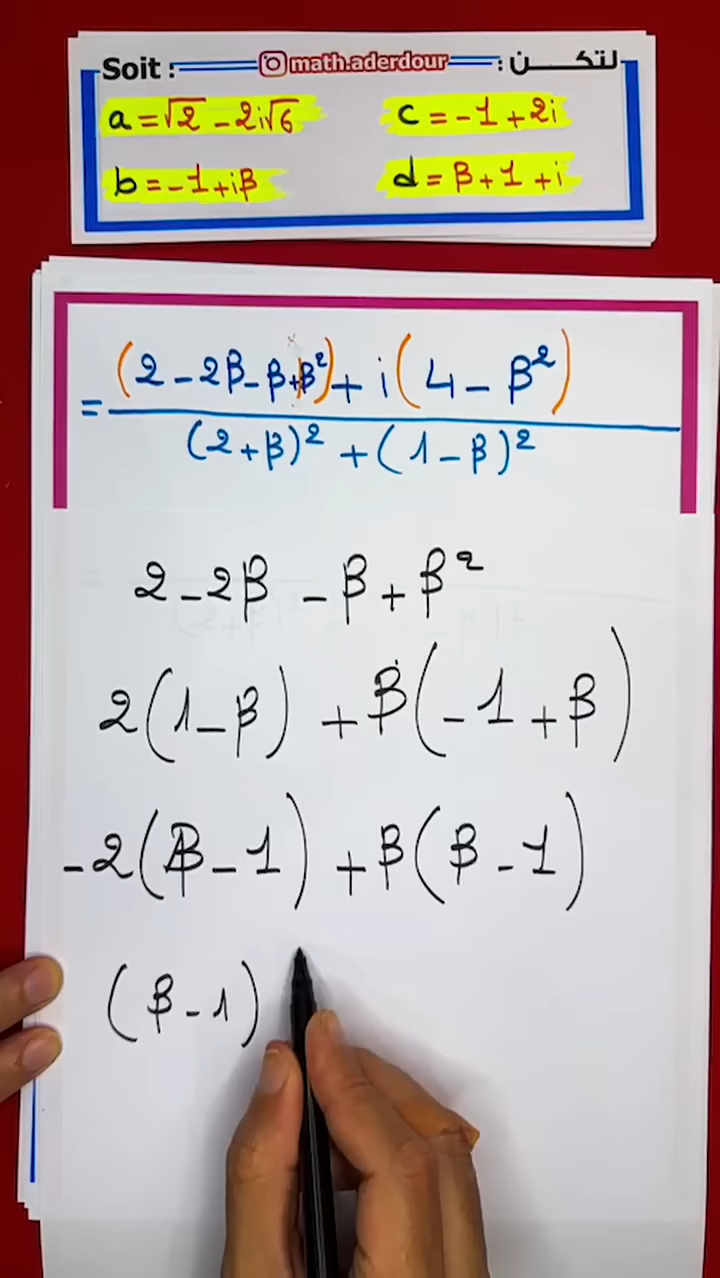 Soit : math.aderdour لتكن :
a = √2 - 2i√6 c = -1 + 2i
b = -1 + iβ d = β + 1 + i
= ((2 - 2β - β + β²) + i(4 - β²)) / ((2 + β)² + (1 - β)²)
2 - 2β - β + β²
2(1 - β) + β(-1 + β)
-2(β - 1) + β(β - 1)
(β - 1)